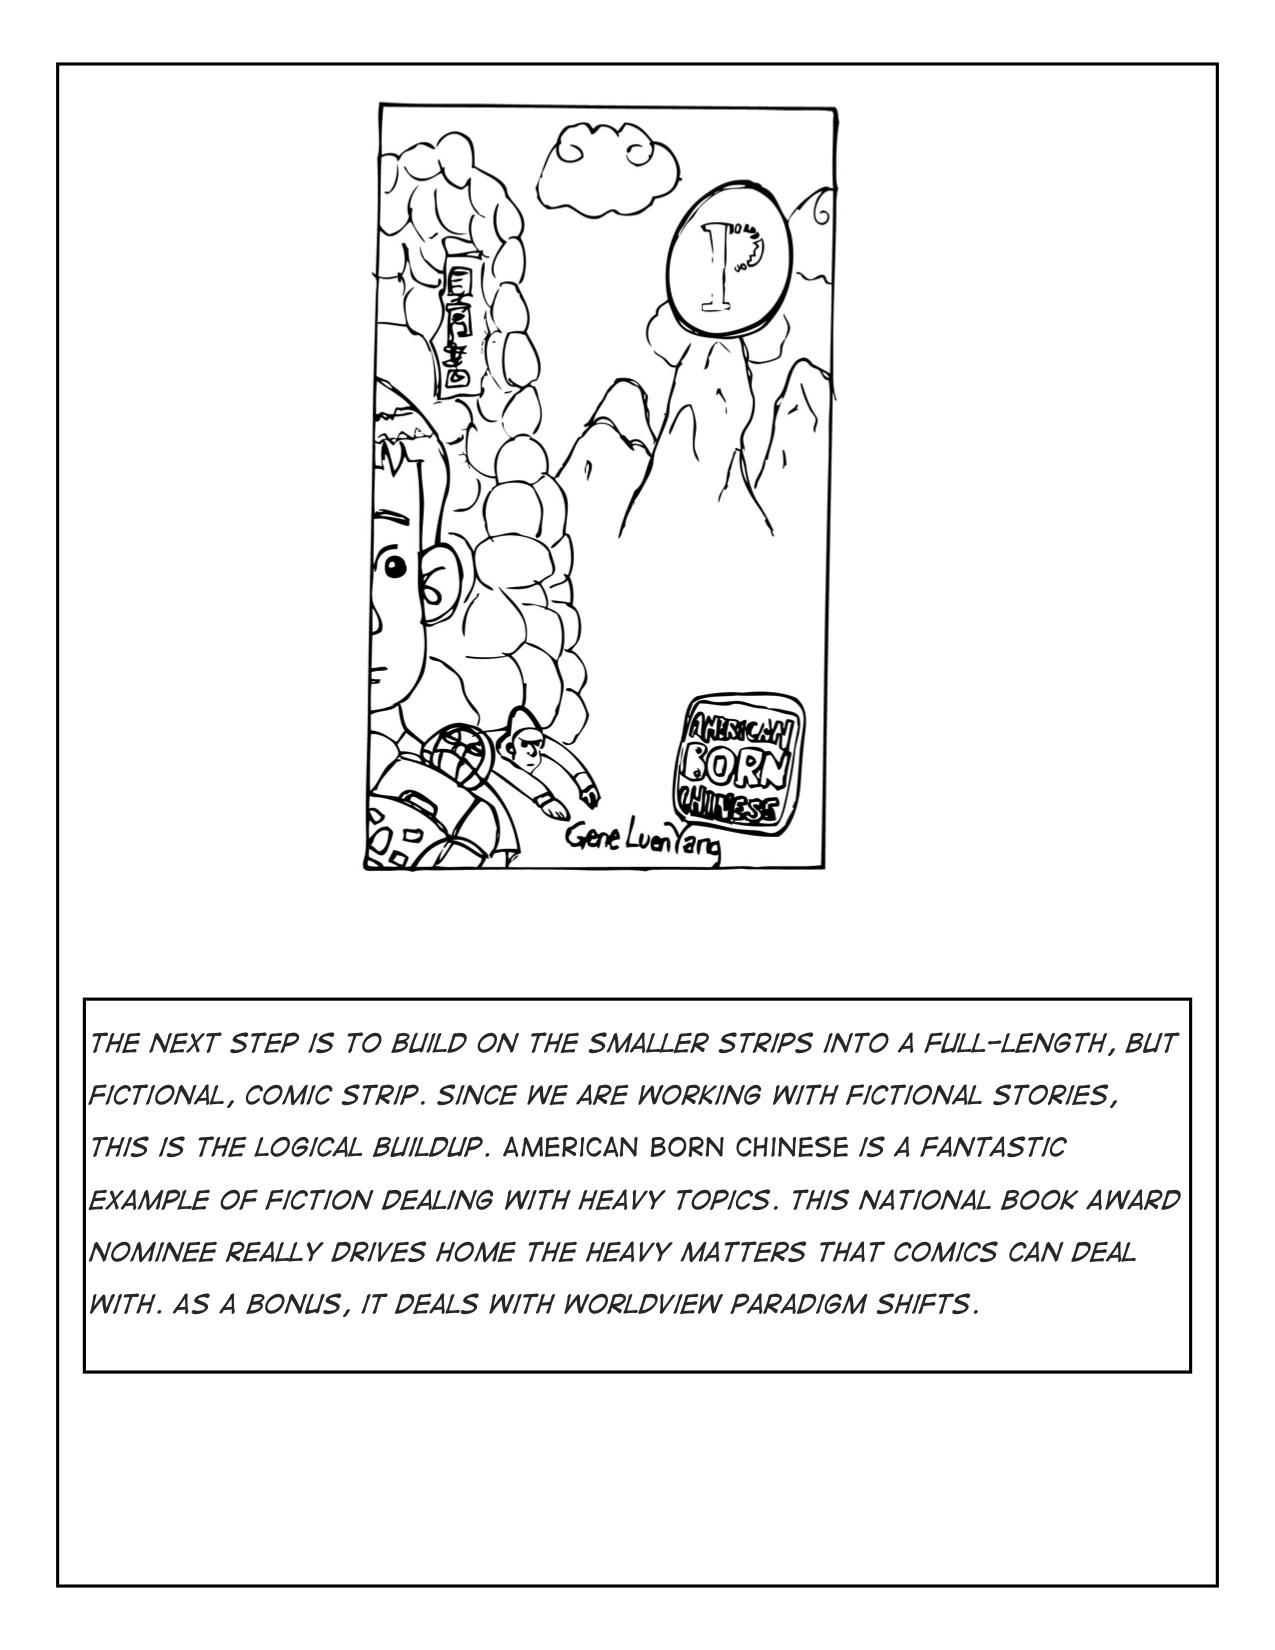 P
AMERICAN
BORN
CHINESE
Gene Luen Yang
THE NEXT STEP IS TO BUILD ON THE SMALLER STRIPS INTO A FULL-LENGTH, BUT
FICTIONAL, COMIC STRIP. SINCE WE ARE WORKING WITH FICTIONAL STORIES,
THIS IS THE LOGICAL BUILDUP. AMERICAN BORN CHINESE IS A FANTASTIC
EXAMPLE OF FICTION DEALING WITH HEAVY TOPICS. THIS NATIONAL BOOK AWARD
NOMINEE REALLY DRIVES HOME THE HEAVY MATTERS THAT COMICS CAN DEAL
WITH. AS A BONUS, IT DEALS WITH WORLDVIEW PARADIGM SHIFTS.